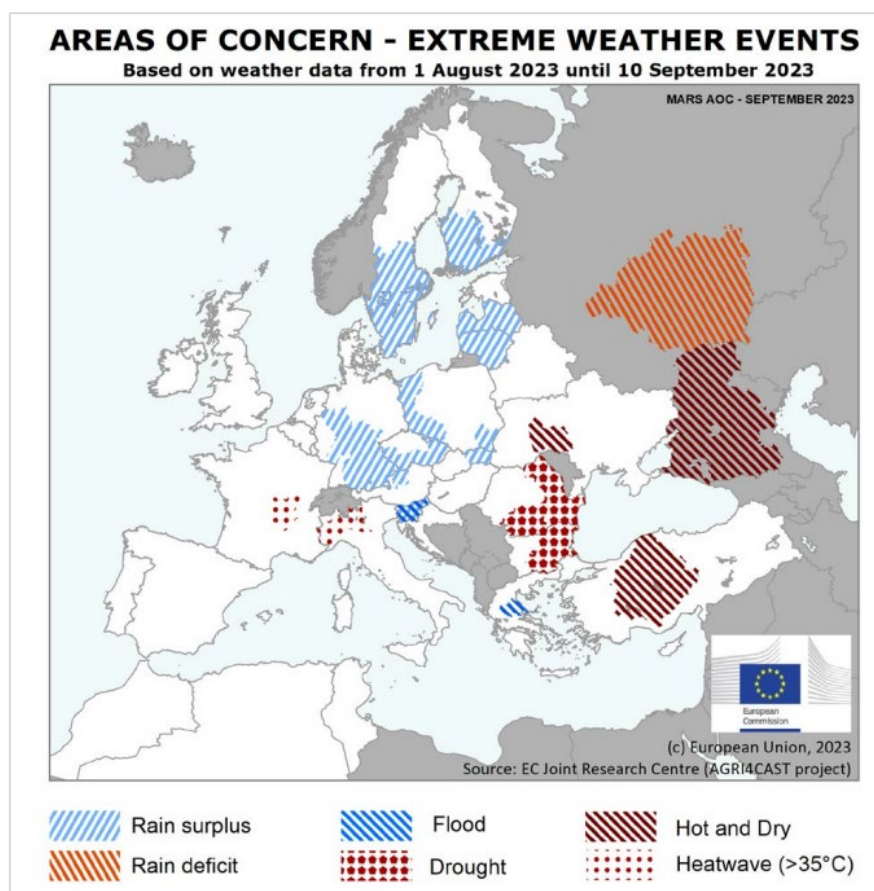 AREAS OF CONCERN - EXTREME WEATHER EVENTS
Based on weather data from 1 August 2023 until 10 September 2023
MARS AOC - SEPTEMBER 2023
European
Commission
(c) European Union, 2023
Source: EC Joint Research Centre (AGRI4CAST project)
Rain surplus
Flood
Hot and Dry
Rain deficit
Drought
Heatwave (>35°C)